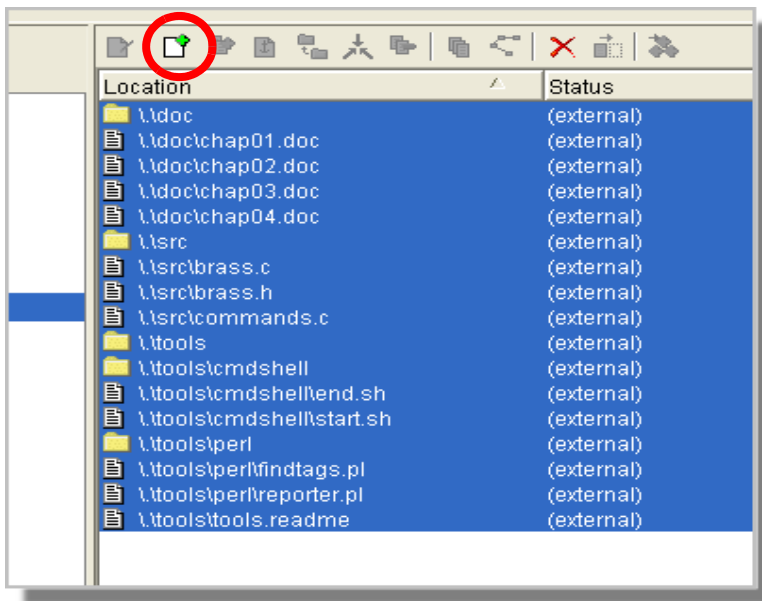 Location Status
\.\doc (external)
\.\doc\chap01.doc (external)
\.\doc\chap02.doc (external)
\.\doc\chap03.doc (external)
\.\doc\chap04.doc (external)
\.\src (external)
\.\src\brass.c (external)
\.\src\brass.h (external)
\.\src\commands.c (external)
\.\tools (external)
\.\tools\cmdshell (external)
\.\tools\cmdshell\end.sh (external)
\.\tools\cmdshell\start.sh (external)
\.\tools\perl (external)
\.\tools\perl\findtags.pl (external)
\.\tools\perl\reporter.pl (external)
\.\tools\tools.readme (external)